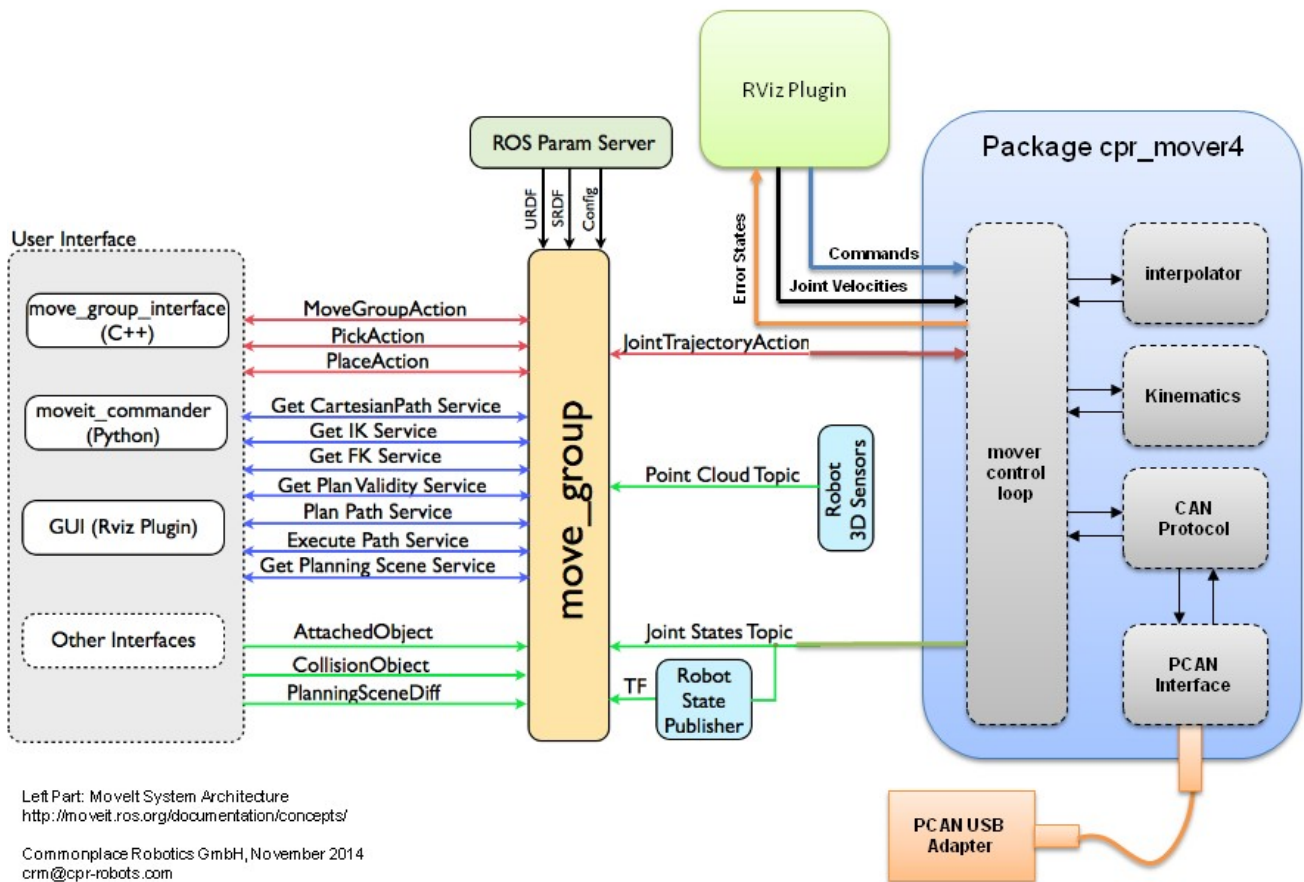 RViz Plugin
ROS Param Server
Package cpr_mover4
URDF
SRDF
Config
User Interface
Error States
Commands
Joint Velocities
interpolator
move_group_interface
(C++)
MoveGroupAction
PickAction
PlaceAction
JointTrajectoryAction
moveit_commander
(Python)
Get CartesianPath Service
Get IK Service
Get FK Service
Get Plan Validity Service
Plan Path Service
Execute Path Service
Get Planning Scene Service
GUI (Rviz Plugin)
move_group
Point Cloud Topic
Robot
3D Sensors
mover
control
loop
Kinematics
CAN
Protocol
Other Interfaces
AttachedObject
CollisionObject
PlanningSceneDiff
Joint States Topic
TF
Robot
State
Publisher
PCAN
Interface
PCAN USB
Adapter
Left Part: MoveIt System Architecture
http://moveit.ros.org/documentation/concepts/
Commonplace Robotics GmbH, November 2014
crm@cpr-robots.com